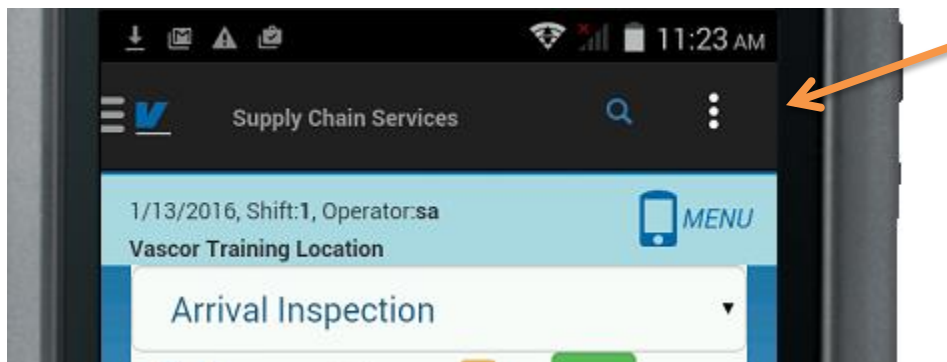 11:23 AM
Supply Chain Services
1/13/2016, Shift:1, Operator:sa
MENU
Vascor Training Location
Arrival Inspection